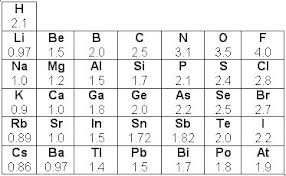 H
2.1
Li Be B C N O F
0.97 1.5 2.0 2.5 3.1 3.5 4.0
Na Mg Al Si P S Cl
1.0 1.2 1.5 1.7 2.1 2.4 2.8
K Ca Ga Ge As Se Br
0.9 1.0 1.8 2.0 2.2 2.5 2.7
Rb Sr In Sn Sb Te I
0.89 1.0 1.5 1.72 1.82 2.0 2.2
Cs Ba Tl Pb Bi Po At
0.86 0.97 1.4 1.5 1.7 1.8 1.9